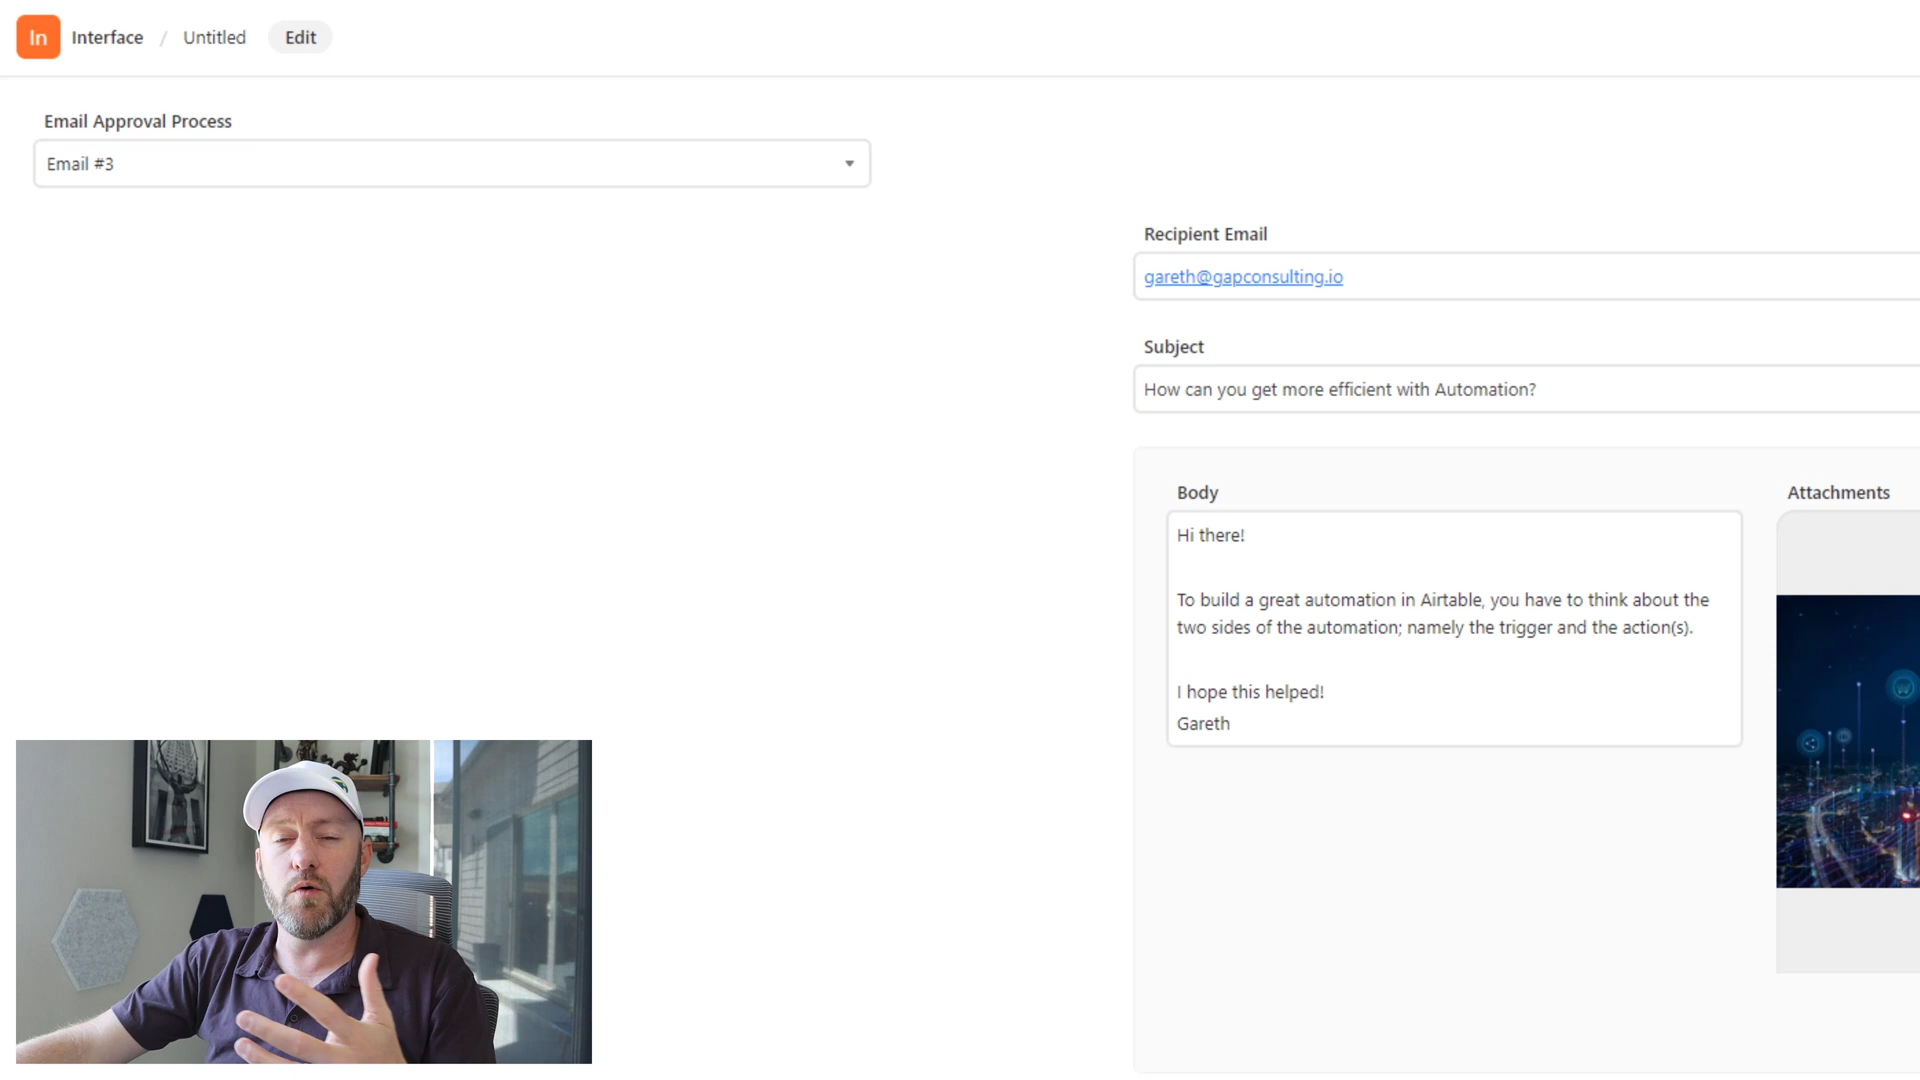 In Interface / Untitled Edit
Email Approval Process
Email #3
Recipient Email
gareth@gapconsulting.io
Subject
How can you get more efficient with Automation?
Body
Attachments
Hi there!
To build a great automation in Airtable, you have to think about the
two sides of the automation; namely the trigger and the action(s).
I hope this helped!
Gareth